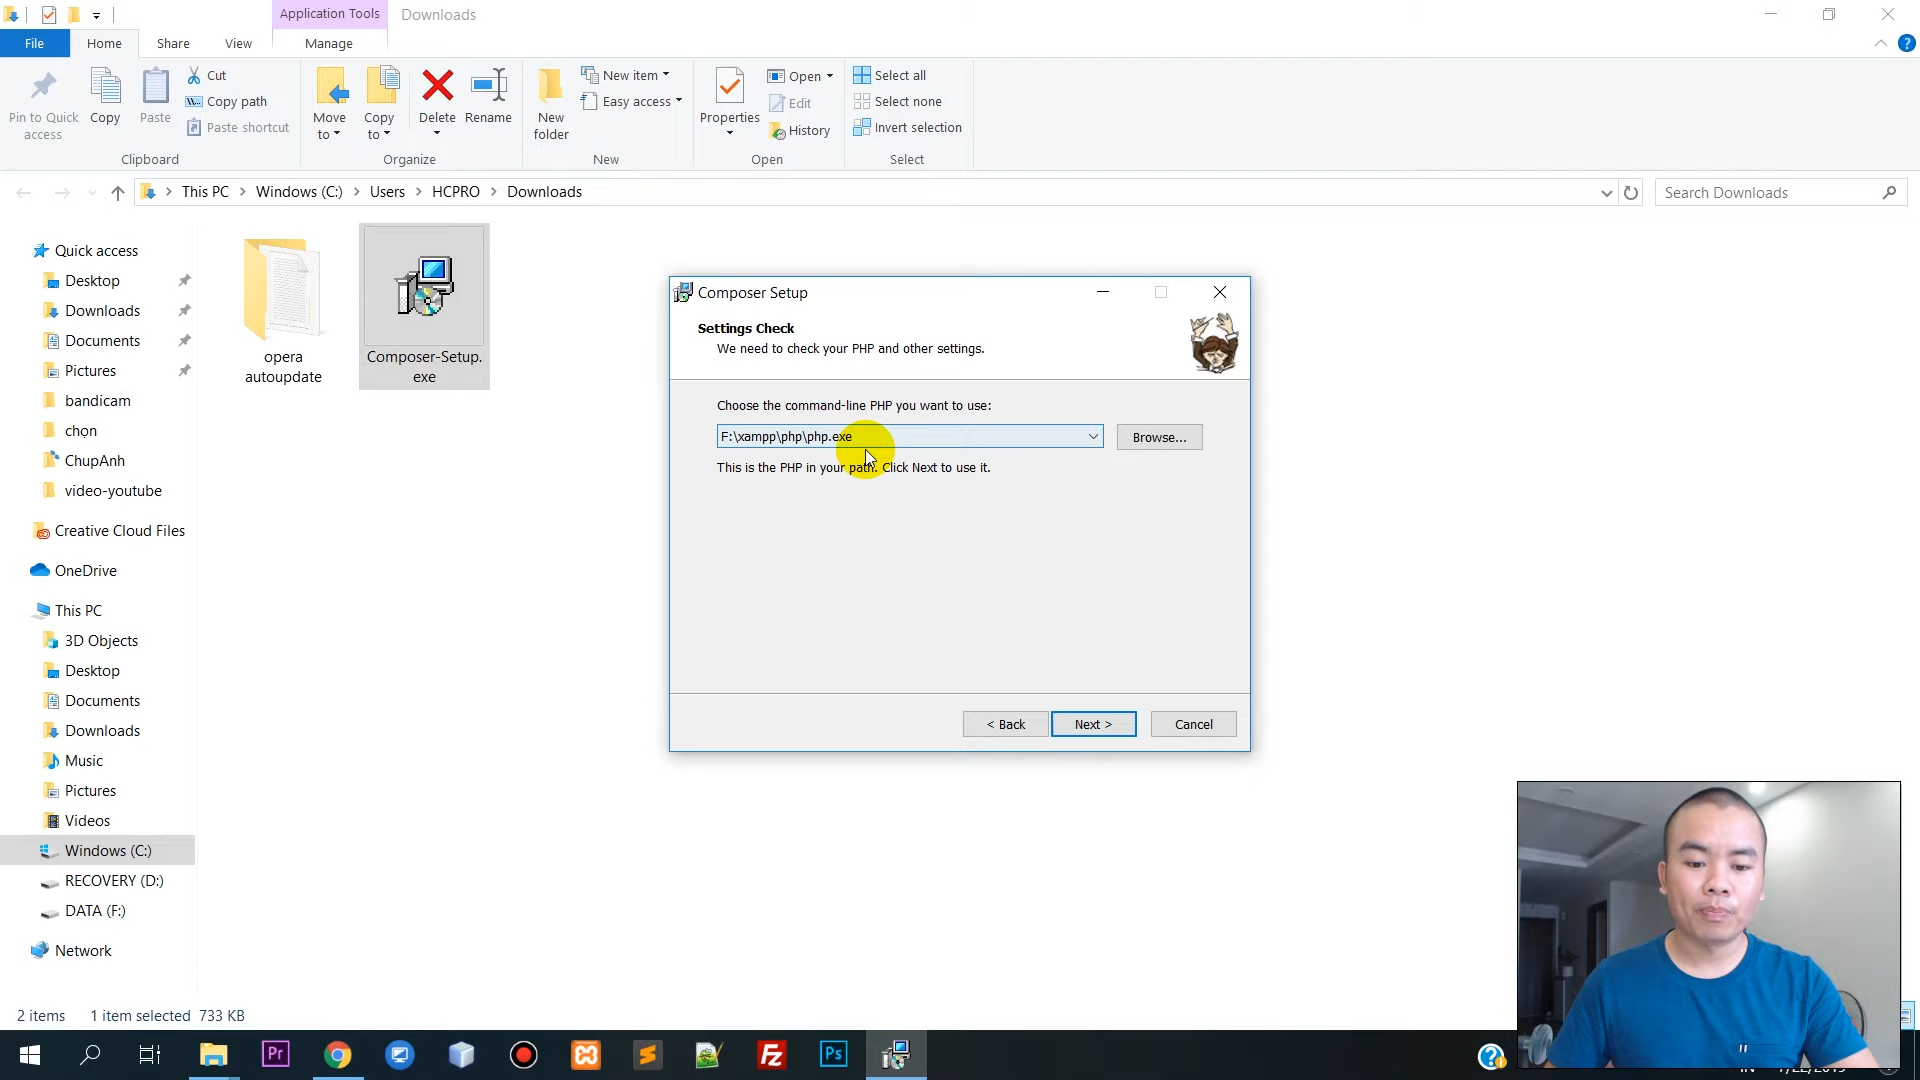 Application Tools
Downloads
File
Home
Share
View
Manage
Pin to Quick
access
Copy
Paste
Cut
Copy path
Paste shortcut
Clipboard
Move
to
Copy
to
Delete
Rename
Organize
New
folder
New item
Easy access
New
Properties
Open
Edit
History
Open
Select all
Select none
Invert selection
Select
This PC
Windows (C:)
Users
HCPRO
Downloads
Search Downloads
Quick access
Desktop
Downloads
Documents
Pictures
bandicam
chọn
ChupAnh
video-youtube
Creative Cloud Files
OneDrive
This PC
3D Objects
Desktop
Documents
Downloads
Music
Pictures
Videos
Windows (C:)
RECOVERY (D:)
DATA (F:)
Network
opera
autoupdate
Composer-Setup.
exe
Composer Setup
Settings Check
We need to check your PHP and other settings.
Choose the command-line PHP you want to use:
F:\xampp\php\php.exe
Browse...
This is the PHP in your path. Click Next to use it.
< Back
Next >
Cancel
2 items
1 item selected 733 KB
Pr
Fz
Ps